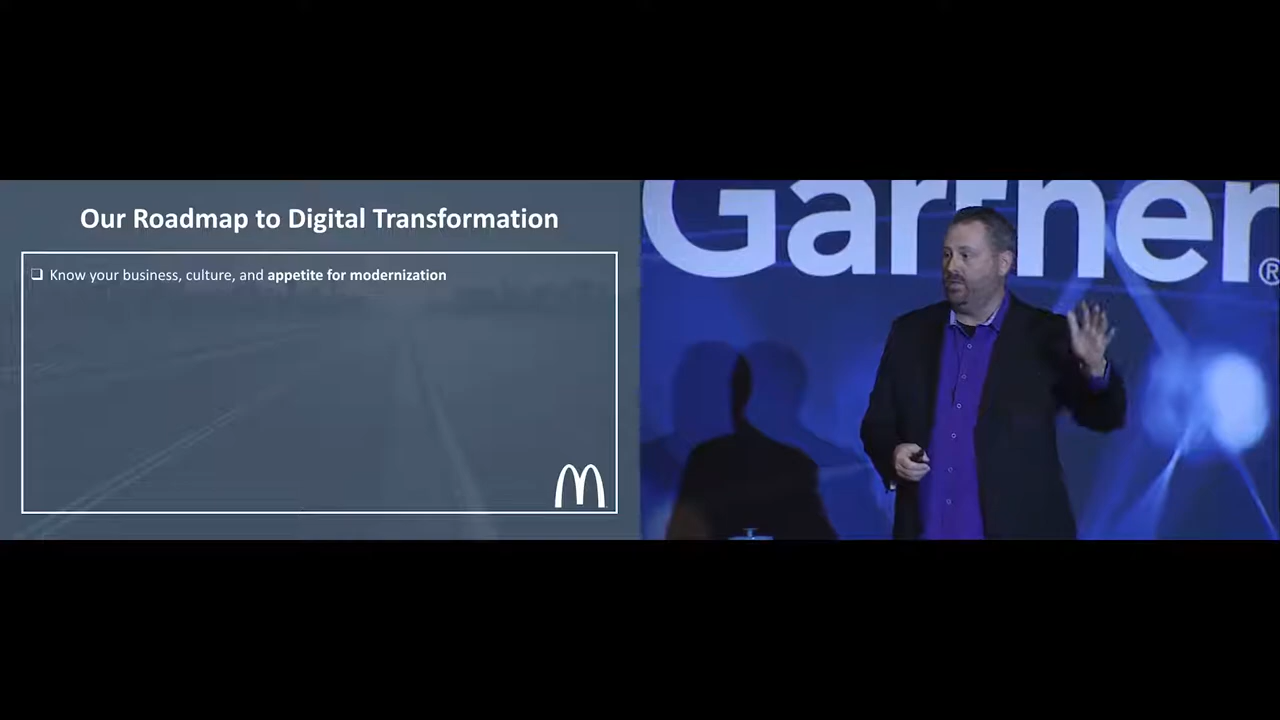 Our Roadmap to Digital Transformation
❑ Know your business, culture, and appetite for modernization
Gartner®